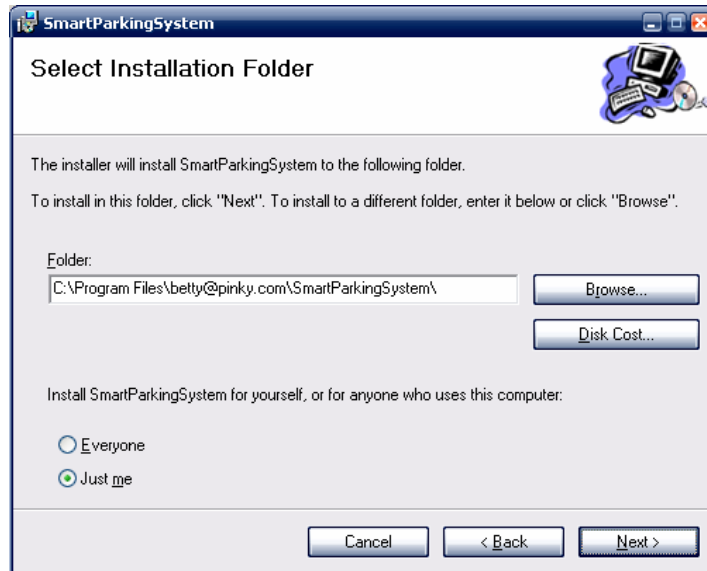 SmartParkingSystem
Select Installation Folder
The installer will install SmartParkingSystem to the following folder.
To install in this folder, click "Next". To install to a different folder, enter it below or click "Browse".
Folder:
C:\Program Files\betty@pinky.com\SmartParkingSystem\
Browse...
Disk Cost...
Install SmartParkingSystem for yourself, or for anyone who uses this computer:
Everyone
Just me
Cancel
< Back
Next >